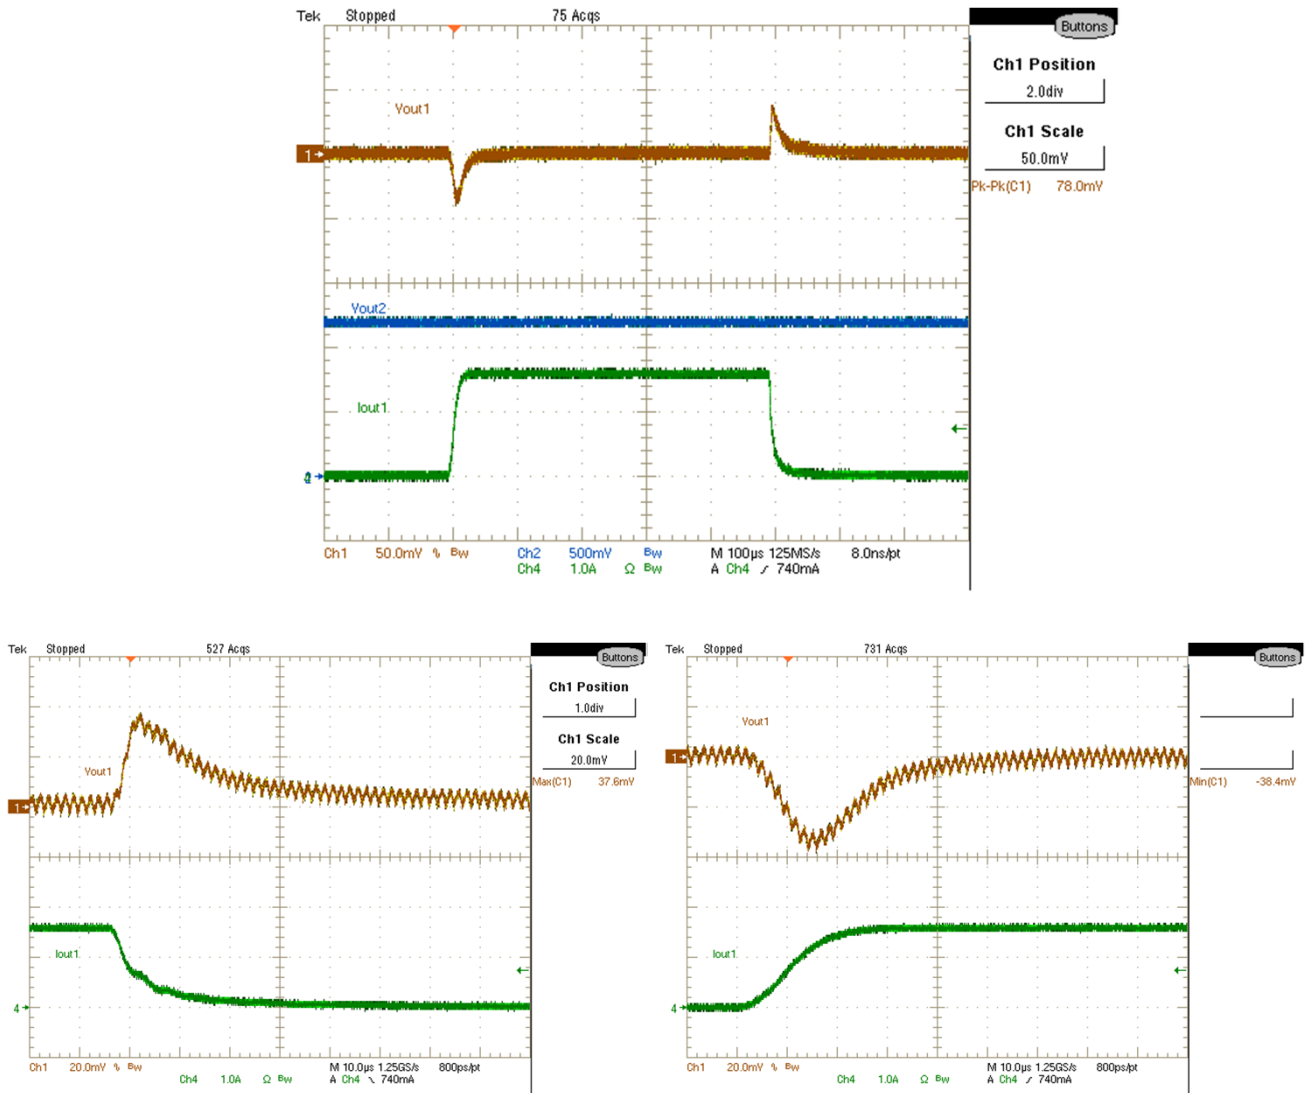 Tek Stopped 75 Acqs
Buttons
Ch1 Position
2.0div
Ch1 Scale
50.0mV
Pk-Pk(C1) 78.0mV
Vout1
1
Vout2
Iout1
Ch1 50.0mV % Bw Ch2 500mV Bw M 100µs 125MS/s 8.0ns/pt
Ch4 1.0A Ω Bw A Ch4 ∕ 740mA
Tek Stopped 527 Acqs
Buttons
Ch1 Position
1.0div
Ch1 Scale
20.0mV
Max(C1) 37.6mV
Vout1
1
Iout1
4
Ch1 20.0mV % Bw M 10.0µs 1.25GS/s 800ps/pt
Ch4 1.0A Ω Bw A Ch4 \ 740mA
Tek Stopped 731 Acqs
Buttons
Vout1
1
Min(C1) -38.4mV
Iout1
4
Ch1 20.0mV % Bw M 10.0µs 1.25GS/s 800ps/pt
Ch4 1.0A Ω Bw A Ch4 ∕ 740mA